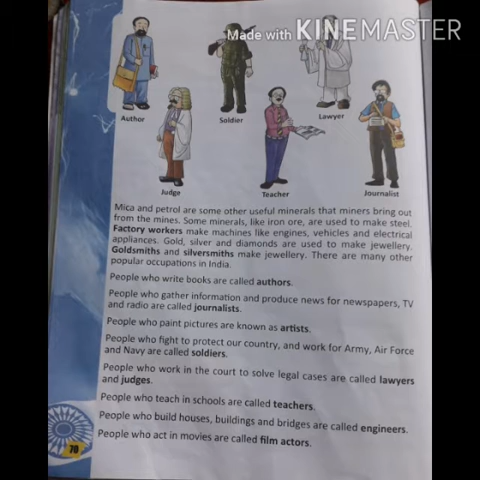 Made with KINEMASTER
Author
Soldier
Lawyer
Judge
Teacher
Journalist
Mica and petrol are some other useful minerals that miners bring out
from the mines. Some minerals, like iron ore, are used to make steel.
Factory workers make machines like engines, vehicles and electrical
appliances. Gold, silver and diamonds are used to make jewellery.
Goldsmiths and silversmiths make jewellery. There are many other
popular occupations in India.
People who write books are called authors.
People who gather information and produce news for newspapers, TV
and radio are called journalists.
People who paint pictures are known as artists.
People who fight to protect our country, and work for Army, Air Force
and Navy are called soldiers.
People who work in the court to solve legal cases are called lawyers
and judges.
People who teach in schools are called teachers.
People who build houses, buildings and bridges are called engineers.
People who act in movies are called film actors.
70